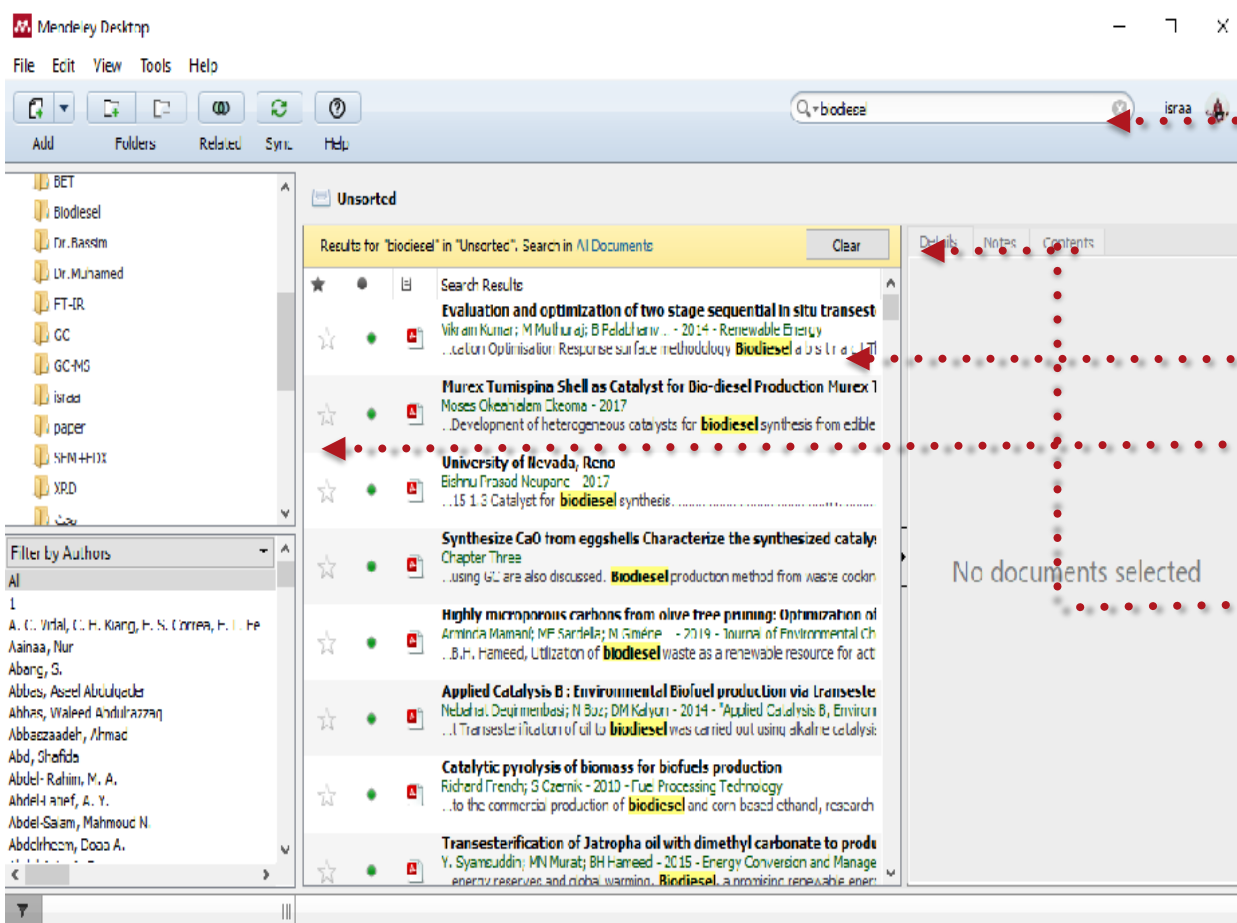 Mendeley Desktop
File Edit View Tools Help
biodiesel
israa
Add Folders Related Sync Help
BET
Biodiesel
Dr.Bassim
Dr.Muhamed
FT-IR
GC
GC-MS
israa
paper
SEM+EDX
XRD
بحث
Filter by Authors
All
1
A. C. Vidal, C. H. Kiang, F. S. Correa,
Aainaa, Nur
Abang, S.
Abbas, Aseel Abdulqader
Abbas, Waleed Abdulrazzaq
Abbaszaadeh, Ahmad
Abd, Shafida
Abdel-Rahim, M. A.
A. Y.
Abdel-Salam, Mahmoud N.
Abdelrheem, Doaa A.
Unsorted
Results for "biodiesel" in "Unsorted". Search in All Documents Clear
Search Results
Evaluation and optimization of two stage sequential in situ transest
Vikram Kumar; M Muthuraj; B Palabhanv... - 2014 - Renewable Energy
...cation Optimisation Response surface methodology Biodiesel a b s t r a c t
Murex Turnispina Shell as Catalyst for Bio-diesel Production Murex T
Moses Okeahialam Ekeoma - 2017
...Development of heterogeneous catalysts for biodiesel synthesis from edible
University of Nevada, Reno
Bishnu Prasad Neupane - 2017
...15 1.3 Catalyst for biodiesel synthesis.
Synthesize CaO from eggshells Characterize the synthesized cataly
Chapter Three
...using GC are also discussed. Biodiesel production method from waste cookin
Highly microporous carbons from olive tree pruning: Optimization of
Arminda Mamaní; MF Sardella; M Giméne... - 2019 - Journal of Environmental Ch
...B.H. Hameed, Utilization of biodiesel waste as a renewable resource for act
Applied Catalysis B : Environmental Biofuel production via transeste
Nebahat Degirmenbasi; N Boz; DM Kalyon - 2014 - "Applied Catalysis B, Environ
...t Transesterification of oil to biodiesel was carried out using alkaline catalysis
Catalytic pyrolysis of biomass for biofuels production
Richard French; S Czernik - 2010 - Fuel Processing Technology
...to the commercial production of biodiesel and corn based ethanol, research
Transesterification of Jatropha oil with dimethyl carbonate to produ
Y. Syamsuddin; MN Murat; BH Hameed - 2015 - Energy Conversion and Manage
energy reserves and global warming. Biodiesel, a promising renewable ener
Details Notes Contents
No documents selected